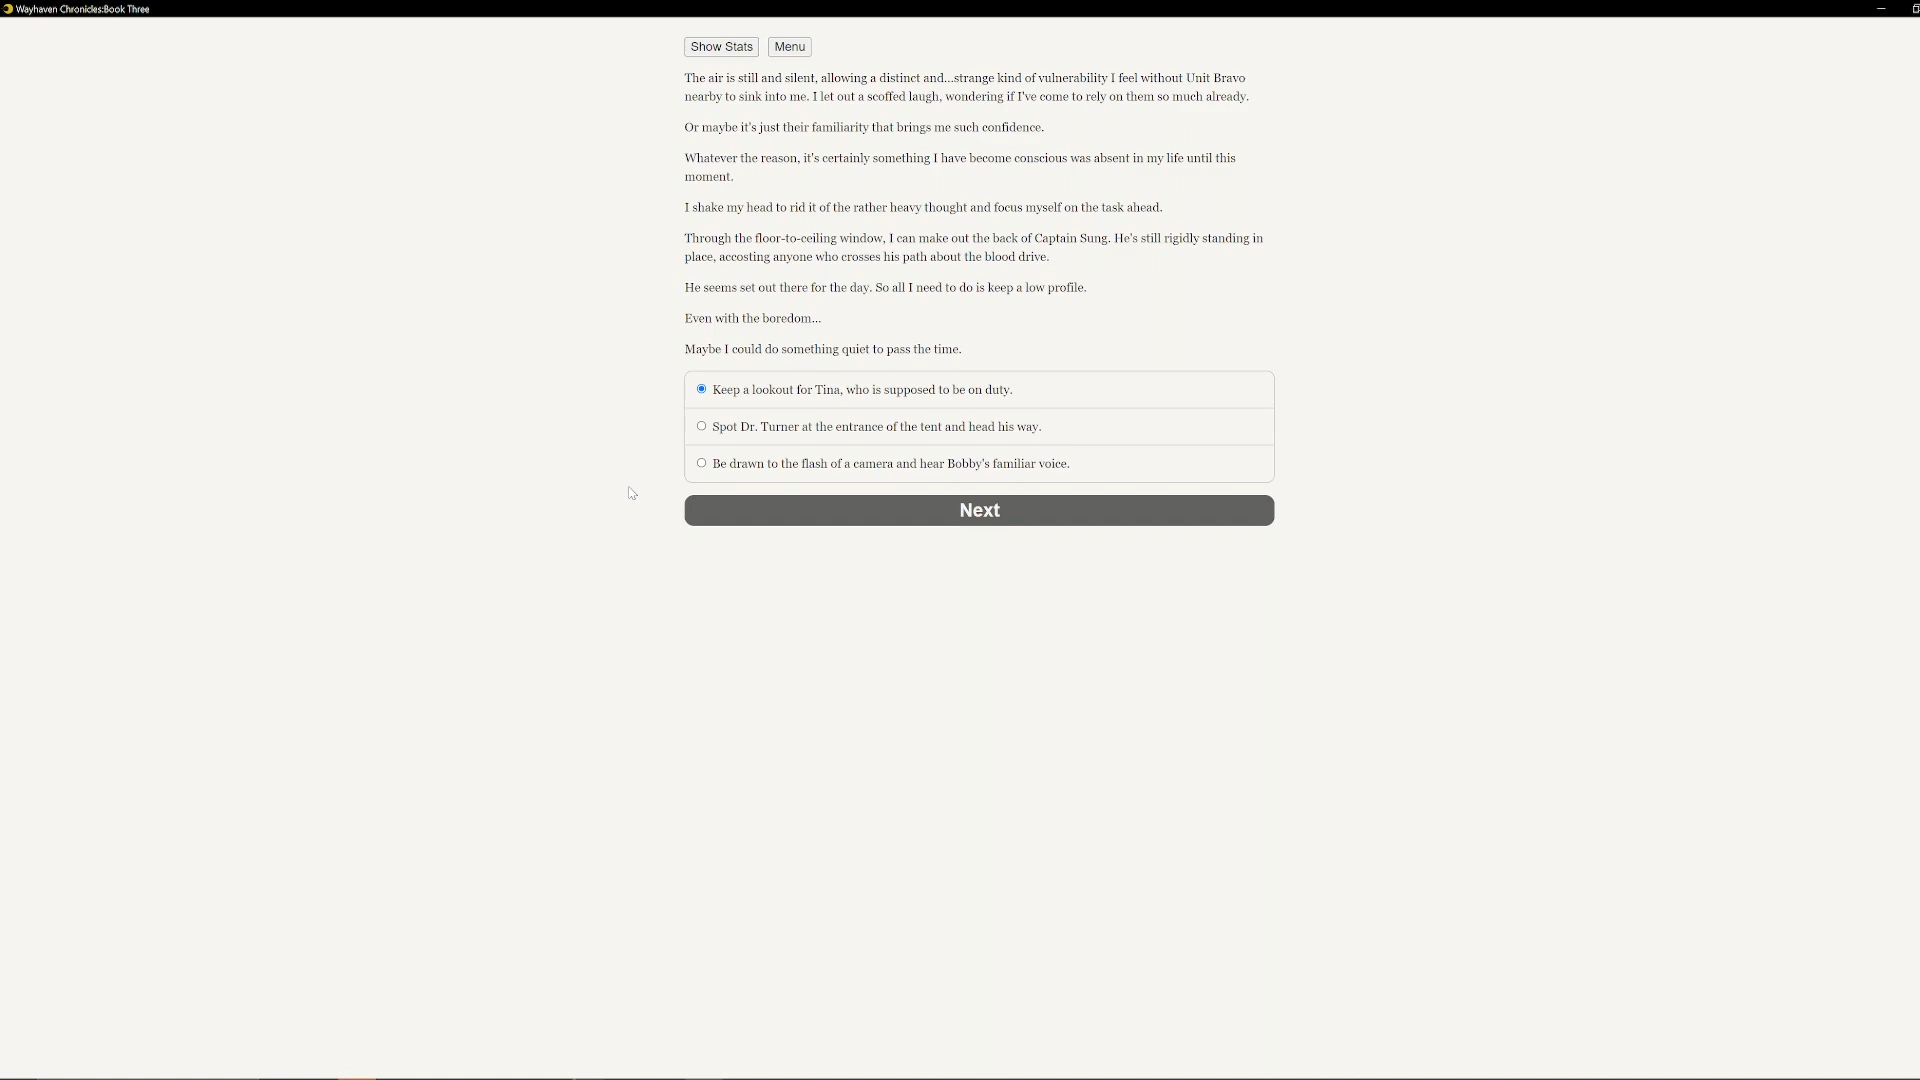 Wayhaven Chronicles:Book Three
Show Stats Menu
The air is still and silent, allowing a distinct and...strange kind of vulnerability I feel without Unit Bravo
nearby to sink into me. I let out a scoffed laugh, wondering if I've come to rely on them so much already.
Or maybe it's just their familiarity that brings me such confidence.
Whatever the reason, it's certainly something I have become conscious was absent in my life until this
moment.
I shake my head to rid it of the rather heavy thought and focus myself on the task ahead.
Through the floor-to-ceiling window, I can make out the back of Captain Sung. He's still rigidly standing in
place, accosting anyone who crosses his path about the blood drive.
He seems set out there for the day. So all I need to do is keep a low profile.
Even with the boredom...
Maybe I could do something quiet to pass the time.
Keep a lookout for Tina, who is supposed to be on duty.
Spot Dr. Turner at the entrance of the tent and head his way.
Be drawn to the flash of a camera and hear Bobby's familiar voice.
Next